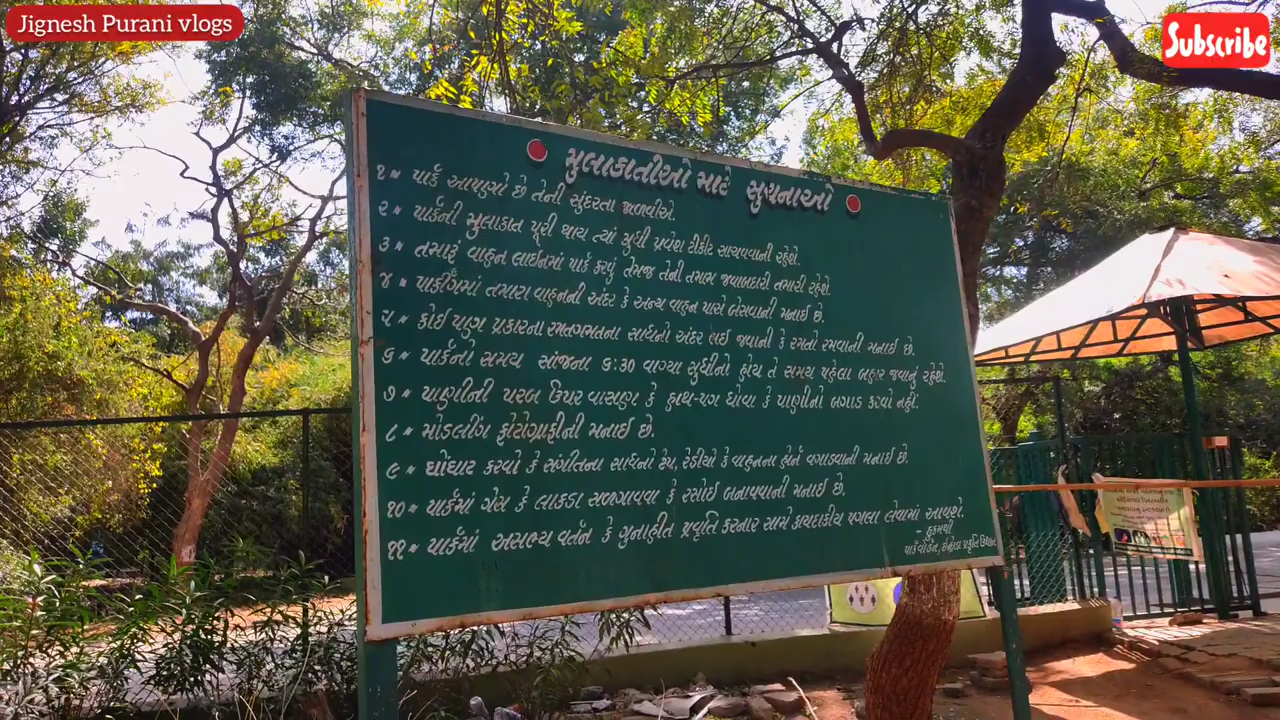 Jignesh Purani vlogs
Subscribe
મુલાકાતીઓ માટે સુચનાઓ
૧ પાર્ક આપણો છે તેની સુંદરતા જાળવીએ.
૨ પાર્કની મુલાકાત પૂરી થાય ત્યાં સુધી પ્રવેશ ટીકીટ સાચવવાની રહેશે.
૩ તમારૂં વાહન લાઈનમાં પાર્ક કરવું તેમજ તેની તમામ જવાબદારી તમારી રહેશે.
૪ પાર્કીંગમાં તમારા વાહનની અંદર કે અન્ય વાહન પાસે બેસવાની મનાઈ છે.
૫ કોઈ પણ પ્રકારના રમતગમતના સાધનો અંદર લઈ જવાની કે રમતો રમવાની મનાઈ છે.
૬ પાર્કનો સમય સાંજના ૬:૩૦ વાગ્યા સુધીનો હોય તે સમય પહેલા બહાર જવાનું રહેશે.
૭ પાણીની પરબ ઉપર વાસણ કે હાથ-પગ ધોવા કે પાણીનો બગાડ કરવો નહીં.
૮ મોડલીંગ ફોટોગ્રાફીની મનાઈ છે.
૯ ઘોંઘાટ કરવો કે સંગીતના સાધનો ટેપ, રેડીયો કે વાહનના હોર્ન વગાડવાની મનાઈ છે.
૧૦ પાર્કમાં ગેસ કે લાકડા સળગાવવા કે રસોઈ બનાવવાની મનાઈ છે.
૧૧ પાર્કમાં અસભ્ય વર્તન કે ગુનાહીત પ્રવૃતિ કરનાર સામે કાયદાકીય પગલા લેવામાં આવશે.
- હુકમથી
પાર્ક વોર્ડન, ઈન્દ્રોડા પ્રકૃતિ ઉદ્યાન